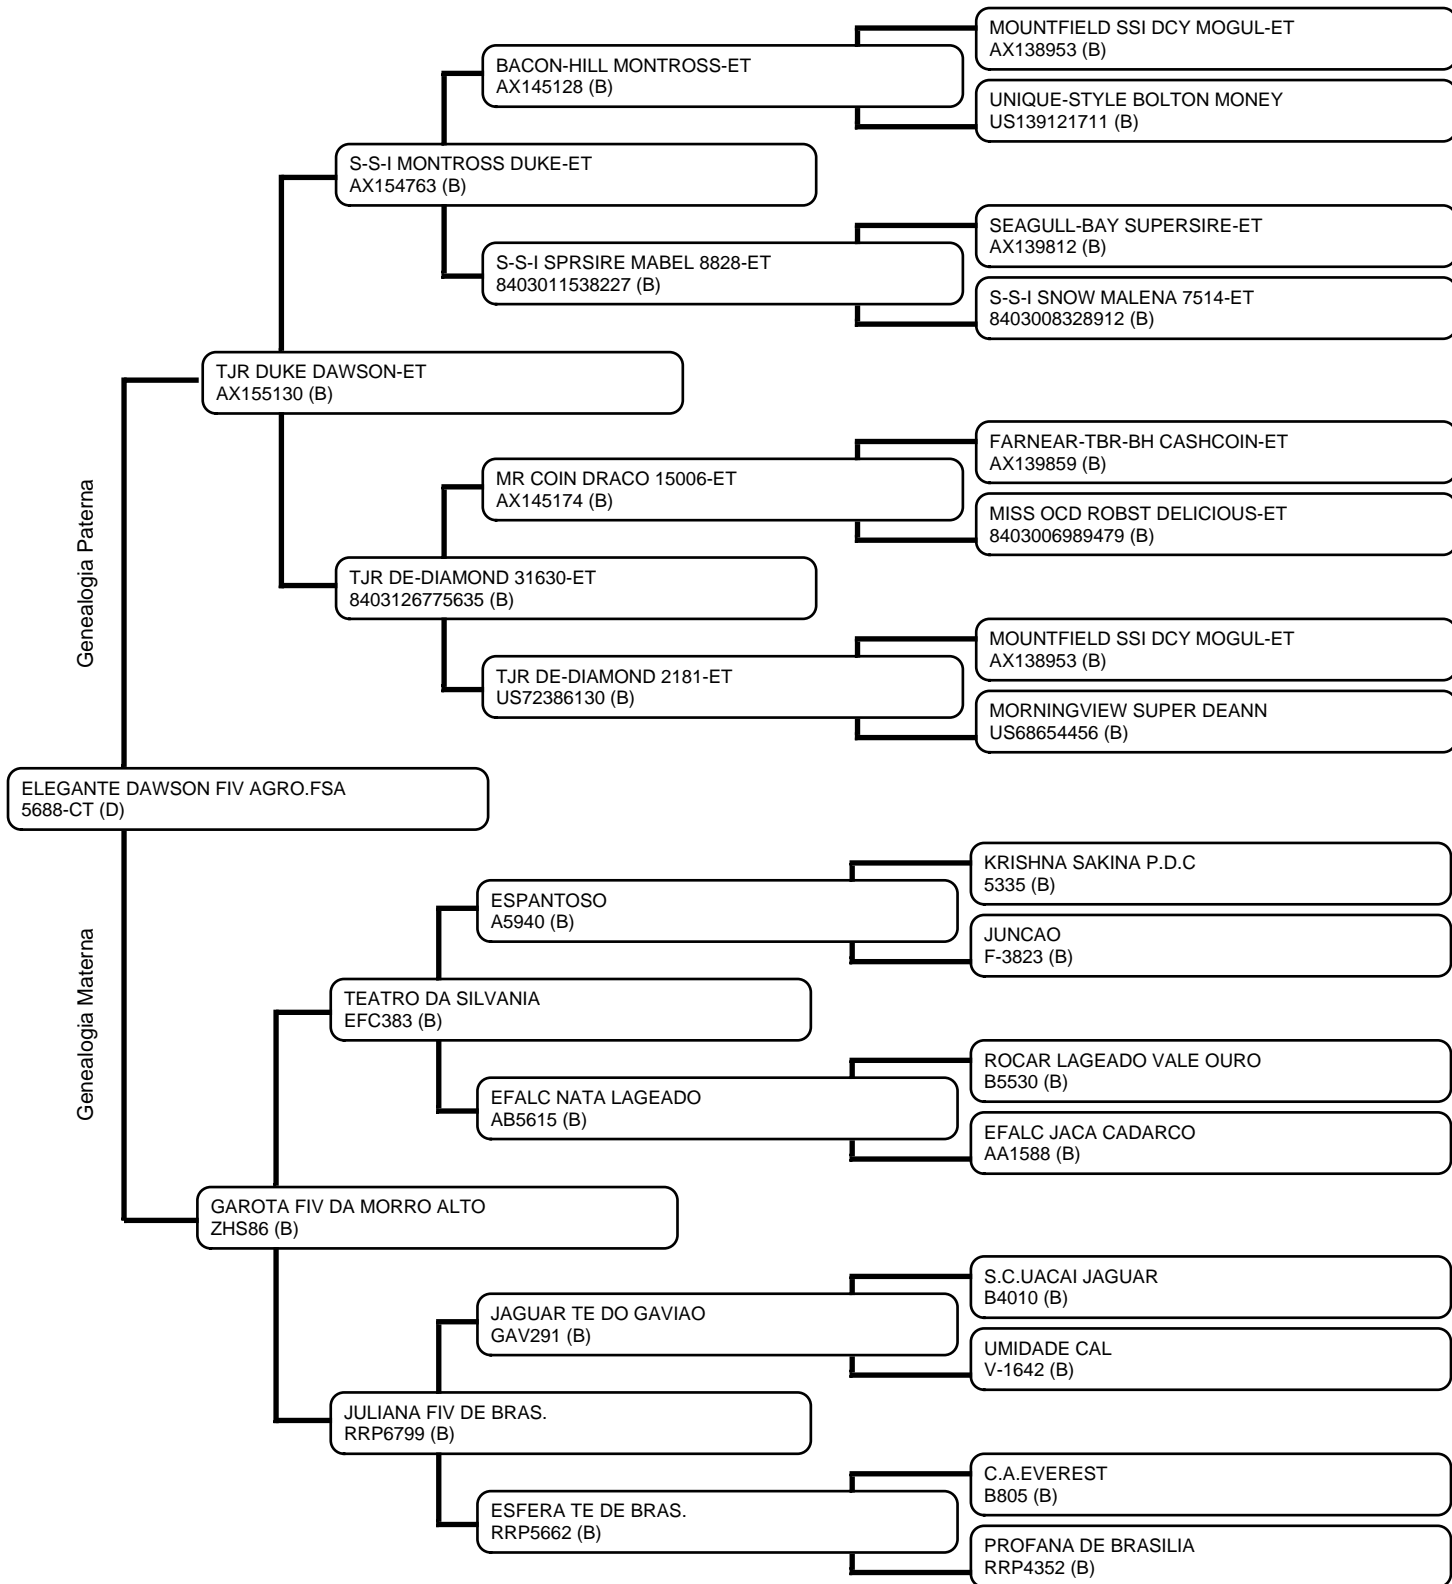 MOUNTFIELD SSI DCY MOGUL-ET
AX138953 (B)
BACON-HILL MONTROSS-ET
AX145128 (B)
UNIQUE-STYLE BOLTON MONEY
US139121711 (B)
S-S-I MONTROSS DUKE-ET
AX154763 (B)
SEAGULL-BAY SUPERSIRE-ET
AX139812 (B)
S-S-I SPRSIRE MABEL 8828-ET
8403011538227 (B)
S-S-I SNOW MALENA 7514-ET
8403008328912 (B)
TJR DUKE DAWSON-ET
AX155130 (B)
FARNEAR-TBR-BH CASHCOIN-ET
AX139859 (B)
MR COIN DRACO 15006-ET
AX145174 (B)
MISS OCD ROBST DELICIOUS-ET
8403006989479 (B)
Genealogia Paterna
TJR DE-DIAMOND 31630-ET
8403126775635 (B)
MOUNTFIELD SSI DCY MOGUL-ET
AX138953 (B)
TJR DE-DIAMOND 2181-ET
US72386130 (B)
MORNINGVIEW SUPER DEANN
US68654456 (B)
ELEGANTE DAWSON FIV AGRO.FSA
5688-CT (D)
KRISHNA SAKINA P.D.C
5335 (B)
ESPANTOSO
A5940 (B)
JUNCAO
F-3823 (B)
Genealogia Materna
TEATRO DA SILVANIA
EFC383 (B)
ROCAR LAGEADO VALE OURO
B5530 (B)
EFALC NATA LAGEADO
AB5615 (B)
EFALC JACA CADARCO
AA1588 (B)
GAROTA FIV DA MORRO ALTO
ZHS86 (B)
S.C.UACAI JAGUAR
B4010 (B)
JAGUAR TE DO GAVIAO
GAV291 (B)
UMIDADE CAL
V-1642 (B)
JULIANA FIV DE BRAS.
RRP6799 (B)
C.A.EVEREST
B805 (B)
ESFERA TE DE BRAS.
RRP5662 (B)
PROFANA DE BRASILIA
RRP4352 (B)